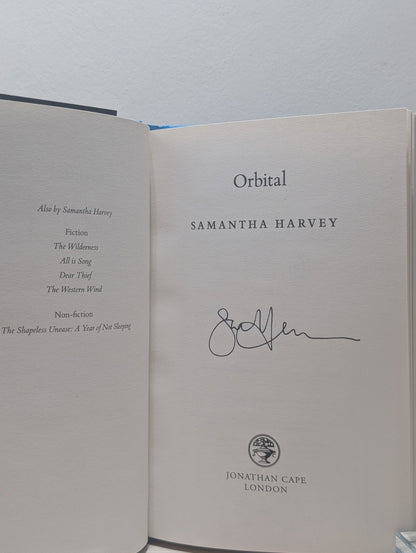 Also by Samantha Harvey
Fiction
The Wilderness
All is Song
Dear Thief
The Western Wind
Non-fiction
The Shapeless Unease: A Year of Not Sleeping
Orbital
SAMANTHA HARVEY
JONATHAN CAPE
LONDON